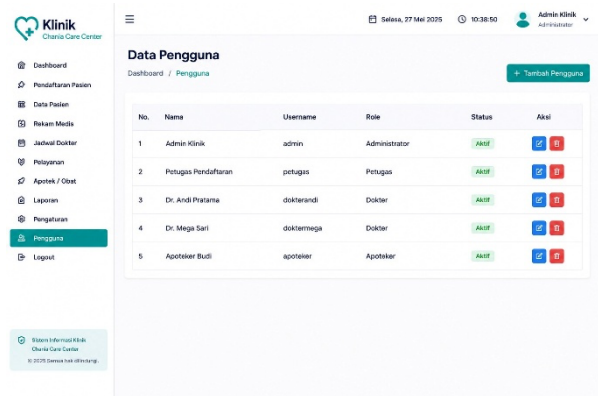 Klinik
Chania Care Center
Selasa, 27 Mei 2025
10:38:50
Admin Klinik
Administrator
Dashboard
Pendaftaran Pasien
Data Pasien
Rekam Medis
Jadwal Dokter
Pelayanan
Apotek / Obat
Laporan
Pengaturan
Pengguna
Logout
Sistem Informasi Klinik
Chania Care Center
© 2025 Semua hak dilindungi.
Data Pengguna
Dashboard / Pengguna
+ Tambah Pengguna
No. Nama Username Role Status Aksi
1 Admin Klinik admin Administrator Aktif
2 Petugas Pendaftaran petugas Petugas Aktif
3 Dr. Andi Pratama dokterandi Dokter Aktif
4 Dr. Mega Sari doktermega Dokter Aktif
5 Apoteker Budi apoteker Apoteker Aktif